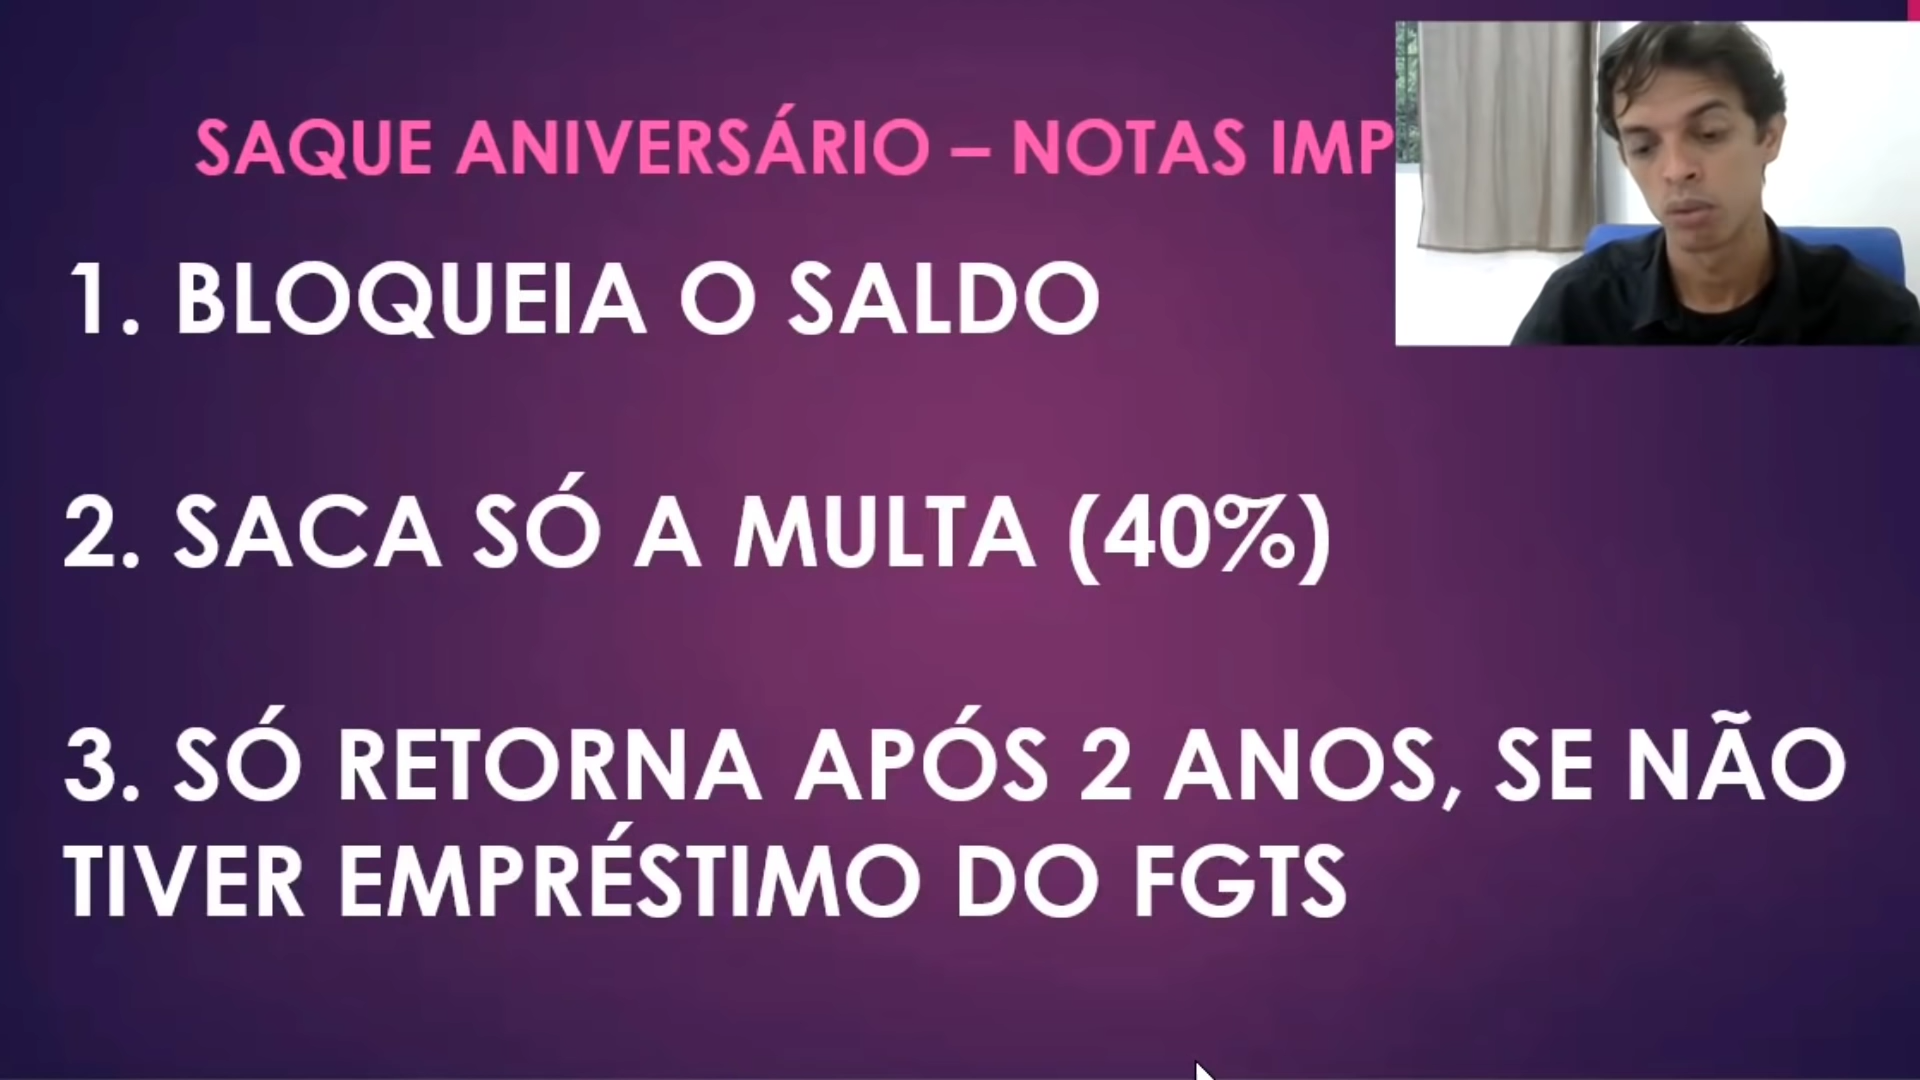 SAQUE ANIVERSÁRIO – NOTAS IMP
1. BLOQUEIA O SALDO
2. SACA SÓ A MULTA (40%)
3. SÓ RETORNA APÓS 2 ANOS, SE NÃO
TIVER EMPRÉSTIMO DO FGTS